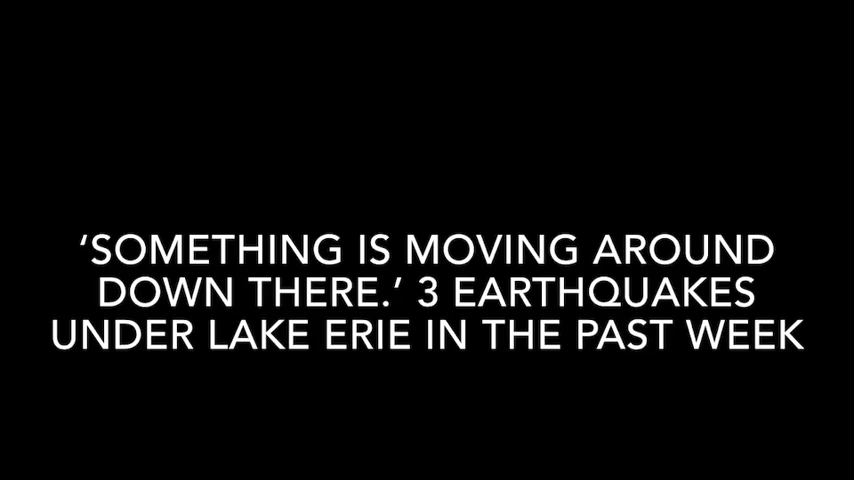 ‘SOMETHING IS MOVING AROUND
DOWN THERE.’ 3 EARTHQUAKES
UNDER LAKE ERIE IN THE PAST WEEK